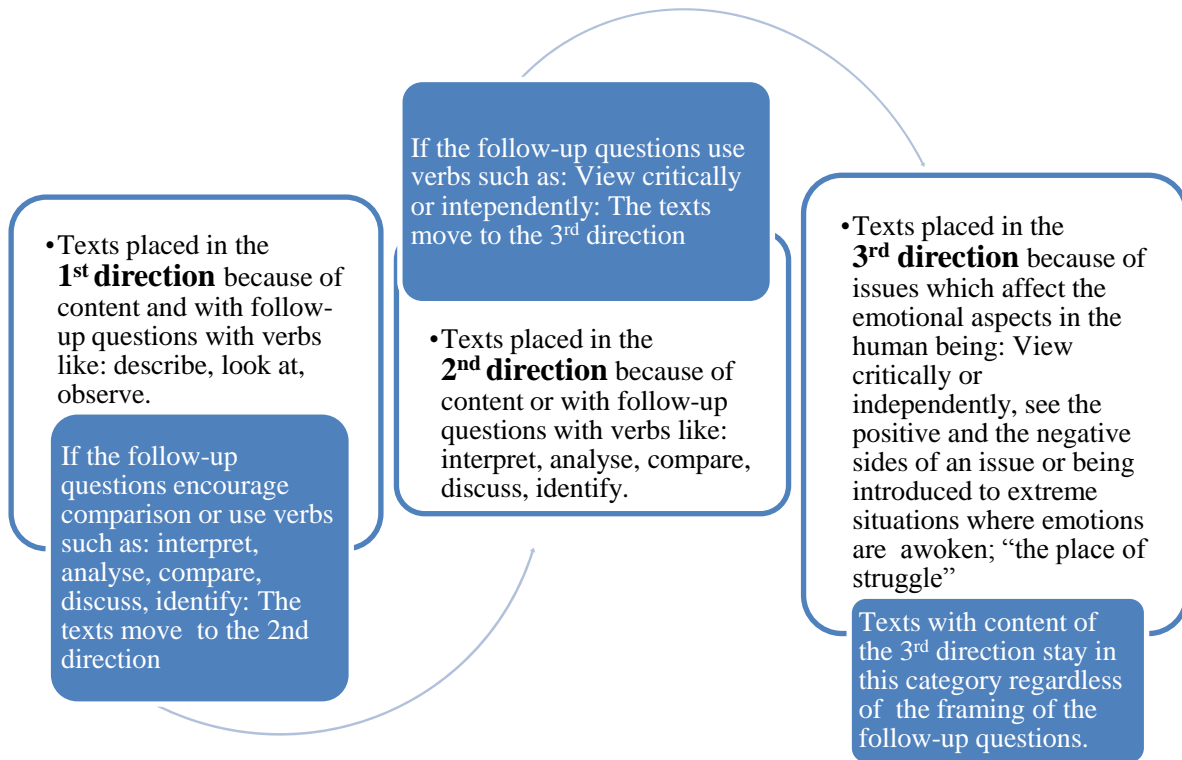 •Texts placed in the
1st direction because of
content and with follow-
up questions with verbs
like: describe, look at,
observe.
If the follow-up
questions encourage
comparison or use verbs
such as: interpret,
analyse, compare,
discuss, identify: The
texts move to the 2nd
direction
If the follow-up questions use
verbs such as: View critically
or intependently: The texts
move to the 3rd direction
•Texts placed in the
2nd direction because of
content or with follow-up
questions with verbs like:
interpret, analyse, compare,
discuss, identify.
•Texts placed in the
3rd direction because of
issues which affect the
emotional aspects in the
human being: View
critically or
independently, see the
positive and the negative
sides of an issue or being
introduced to extreme
situations where emotions
are awoken; “the place of
struggle”
Texts with content of
the 3rd direction stay in
this category regardless
of the framing of the
follow-up questions.